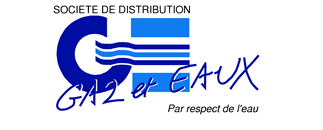 SOCIETE DE DISTRIBUTION
GAZ et EAUX
Par respect de l'eau